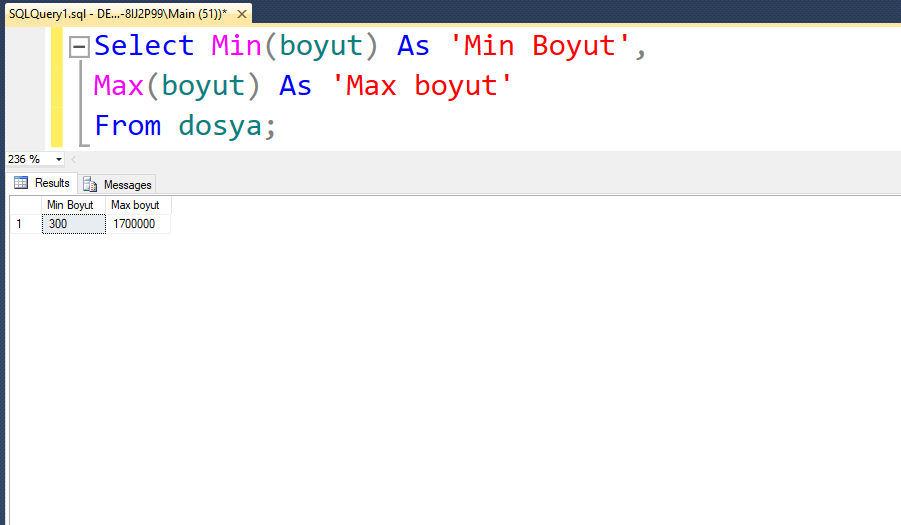 SQLQuery1.sql - DE...-8IJ2P99\Main (51))*
Select Min(boyut) As 'Min Boyut',
Max(boyut) As 'Max boyut'
From dosya;
236 %
Results Messages
Min Boyut Max boyut
1 300 1700000